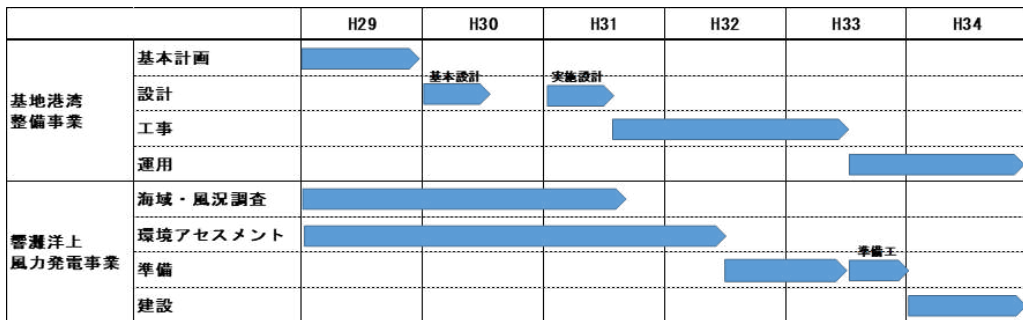 H29 H30 H31 H32 H33 H34
基地港湾
整備事業
基本計画
設計
基本設計
実施設計
工事
運用
響灘洋上
風力発電事業
海域・風況調査
環境アセスメント
準備
準備工
建設